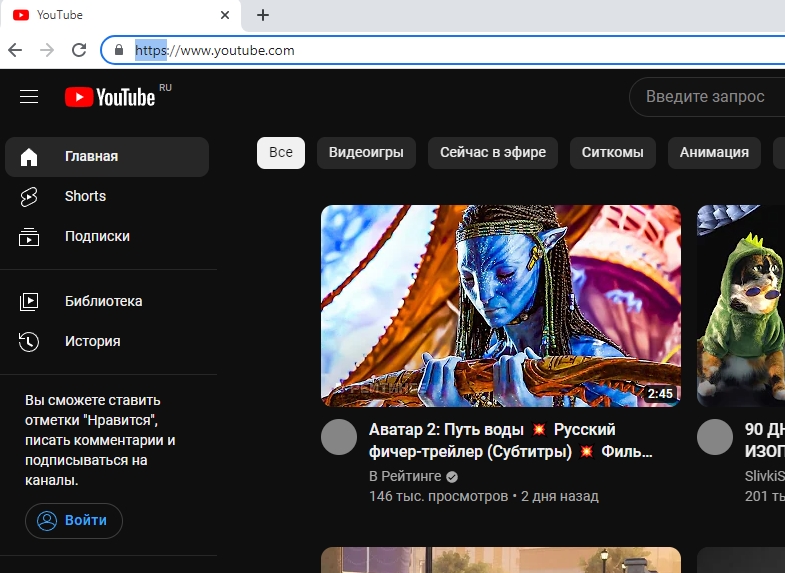 YouTube
https://www.youtube.com
YouTube RU
Введите запрос
Главная
Shorts
Подписки
Библиотека
История
Вы сможете ставить
отметки "Нравится",
писать комментарии и
подписываться на
каналы.
Войти
Все
Видеоигры
Сейчас в эфире
Ситкомы
Анимация
2:45
Аватар 2: Путь воды 💥 Русский
фичер-трейлер (Субтитры) 💥 Филь...
В Рейтинге
146 тыс. просмотров • 2 дня назад
90
SlivkiS
201